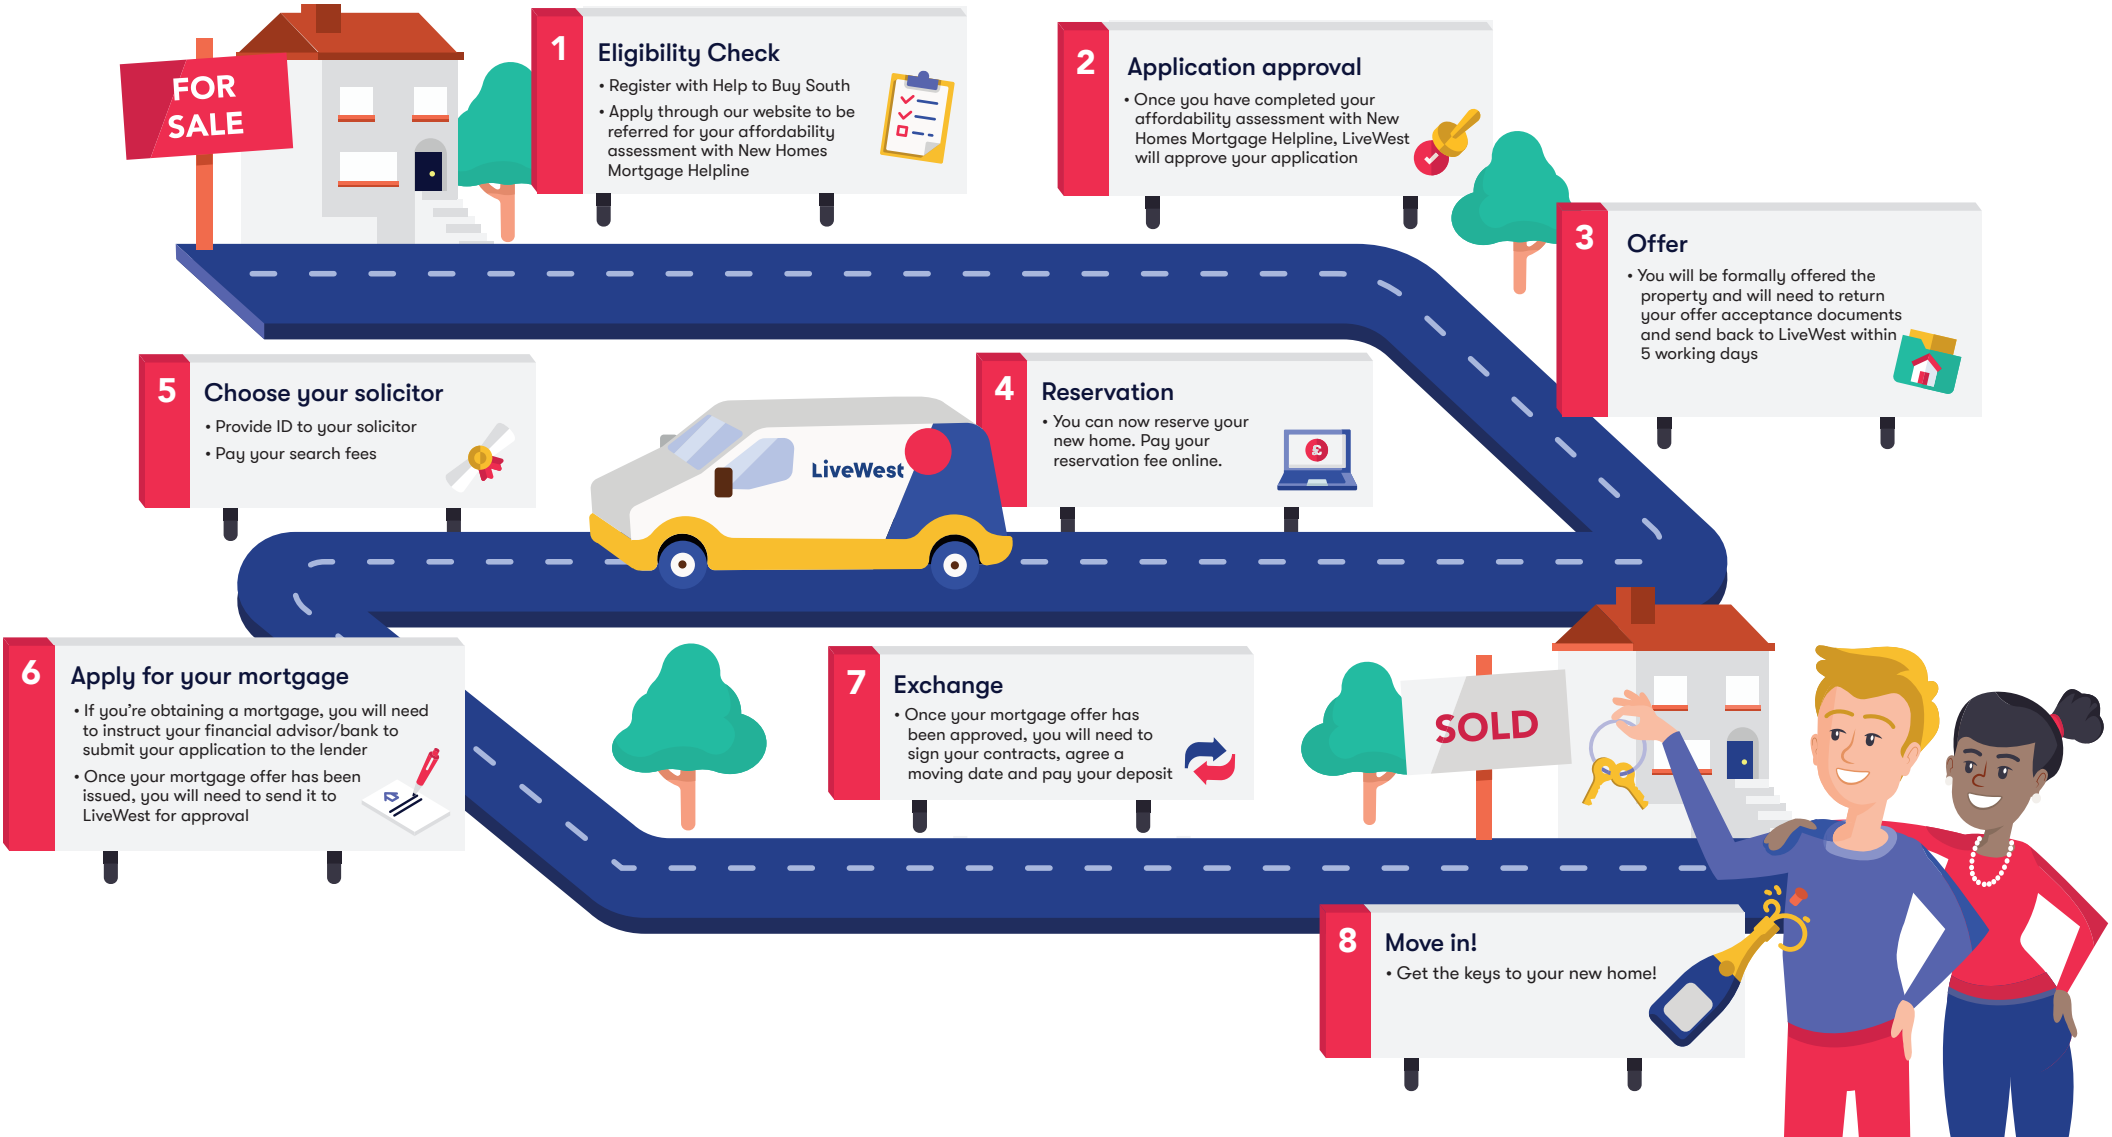 FOR
SALE
1
Eligibility Check
• Register with Help to Buy South
• Apply through our website to be
referred for your affordability
assessment with New Homes
Mortgage Helpline
2
Application approval
• Once you have completed your
affordability assessment with New
Homes Mortgage Helpline, LiveWest
will approve your application
3
Offer
• You will be formally offered the
property and will need to return
your offer acceptance documents
and send back to LiveWest within
5 working days
4
Reservation
• You can now reserve your
new home. Pay your
reservation fee online.
£
LiveWest
5
Choose your solicitor
• Provide ID to your solicitor
• Pay your search fees
6
Apply for your mortgage
• If you’re obtaining a mortgage, you will need
to instruct your financial advisor/bank to
submit your application to the lender
• Once your mortgage offer has been
issued, you will need to send it to
LiveWest for approval
7
Exchange
• Once your mortgage offer has
been approved, you will need to
sign your contracts, agree a
moving date and pay your deposit
SOLD
8
Move in!
• Get the keys to your new home!